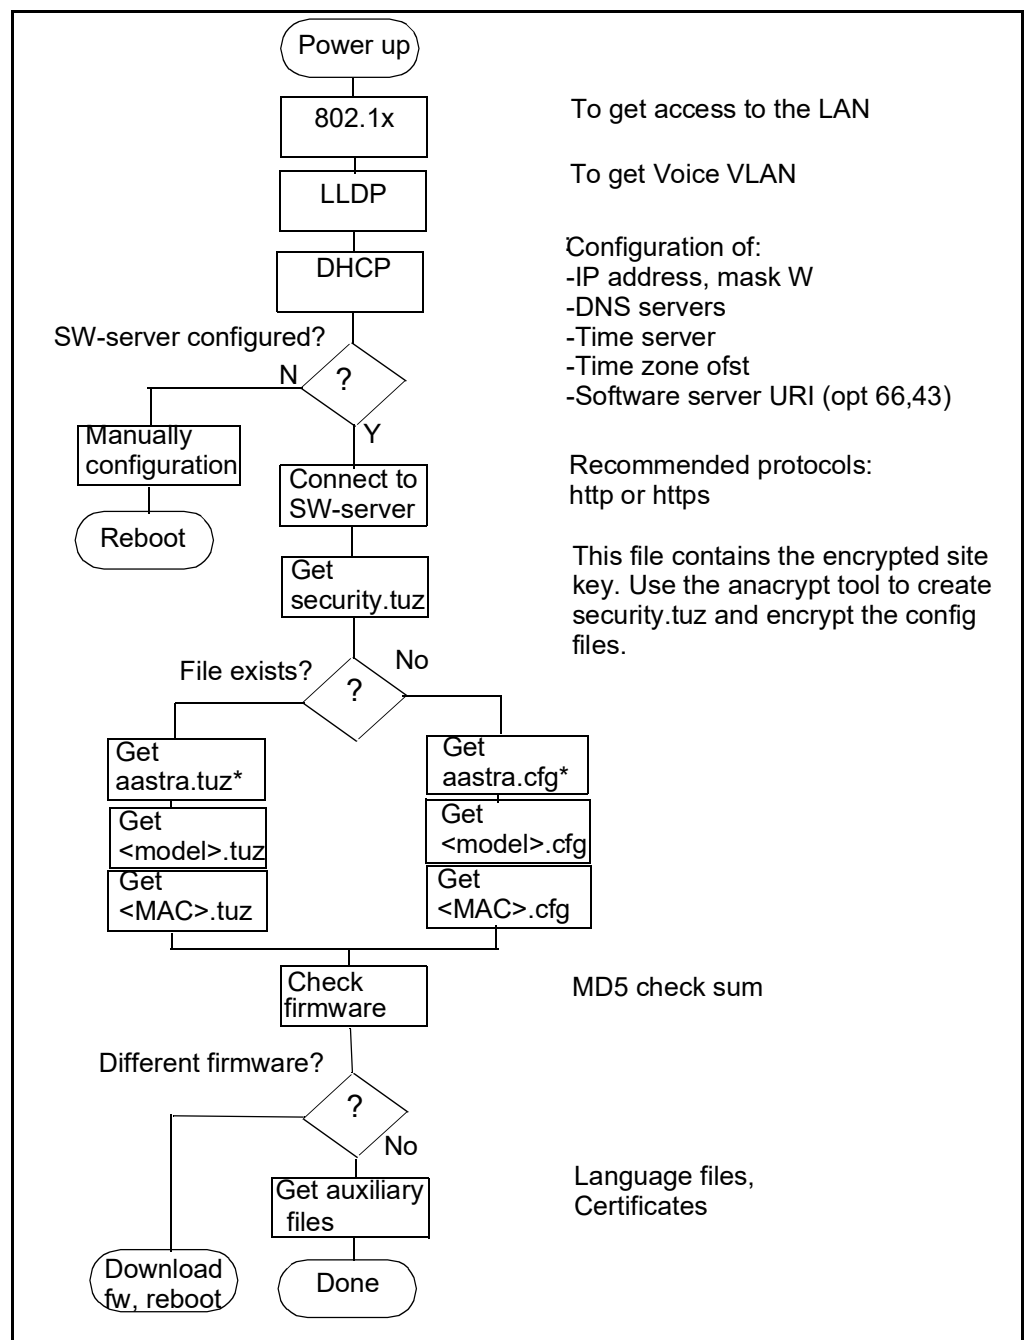 Power up
802.1x
To get access to the LAN
LLDP
To get Voice VLAN
DHCP
Configuration of:
-IP address, mask W
-DNS servers
-Time server
-Time zone ofst
-Software server URI (opt 66,43)
SW-server configured?
?
N
Y
Manually
configuration
Reboot
Connect to
SW-server
Recommended protocols:
http or https
Get
security.tuz
This file contains the encrypted site
key. Use the anacrypt tool to create
security.tuz and encrypt the config
files.
File exists?
?
No
Get
aastra.tuz*
Get
<model>.tuz
Get
<MAC>.tuz
Get
aastra.cfg*
Get
<model>.cfg
Get
<MAC>.cfg
Check
firmware
MD5 check sum
Different firmware?
?
No
Get auxiliary
files
Language files,
Certificates
Download
fw, reboot
Done